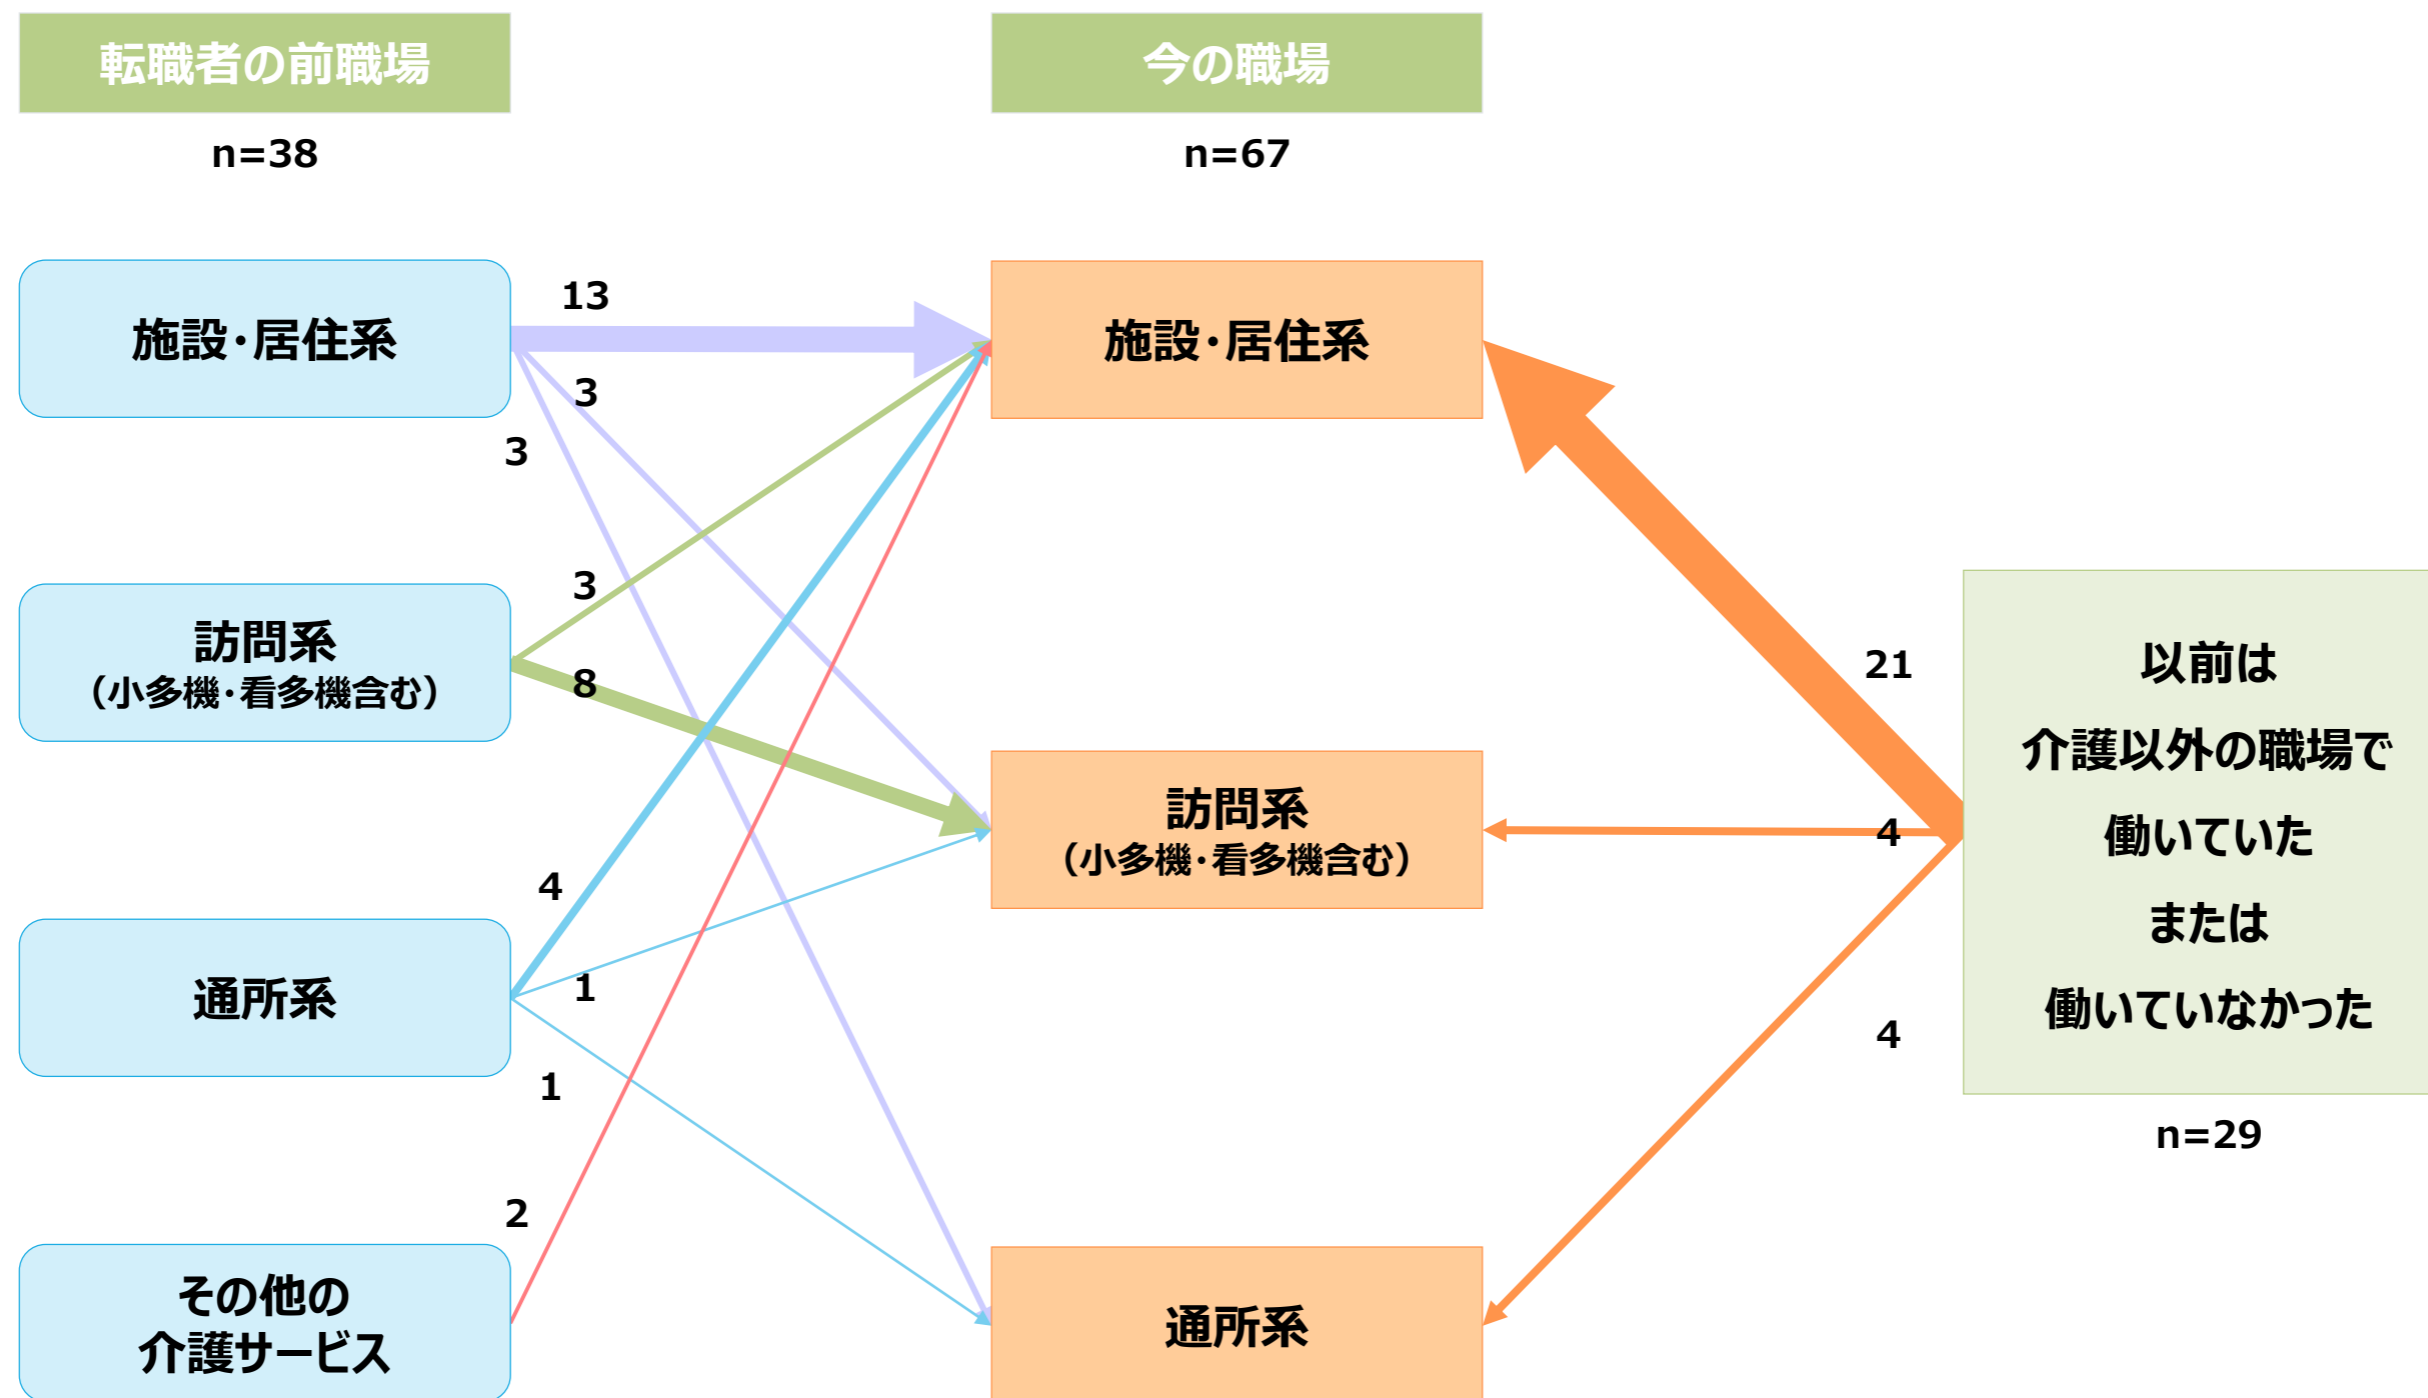 転職者の前職場
今の職場
n=38
n=67
施設・居住系
13
3
3
施設・居住系
訪問系
（小多機・看多機含む）
3
8
訪問系
（小多機・看多機含む）
21
4
4
以前は
介護以外の職場で
働いていた
または
働いていなかった
n=29
通所系
4
1
1
その他の
介護サービス
2
通所系